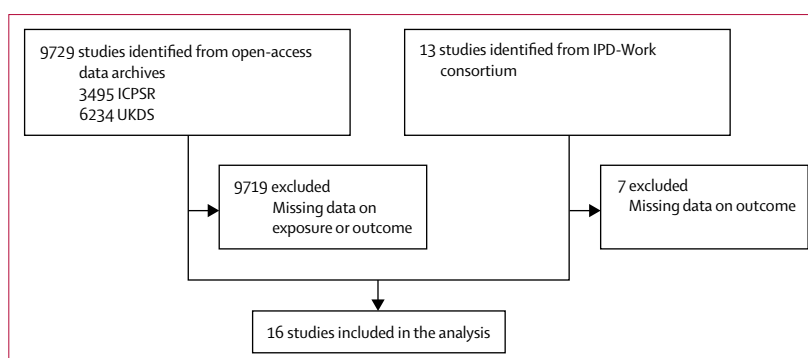 9729 studies identified from open-access
data archives
3495 ICPSR
6234 UKDS
13 studies identified from IPD-Work
consortium
9719 excluded
Missing data on
exposure or outcome
7 excluded
Missing data on outcome
16 studies included in the analysis